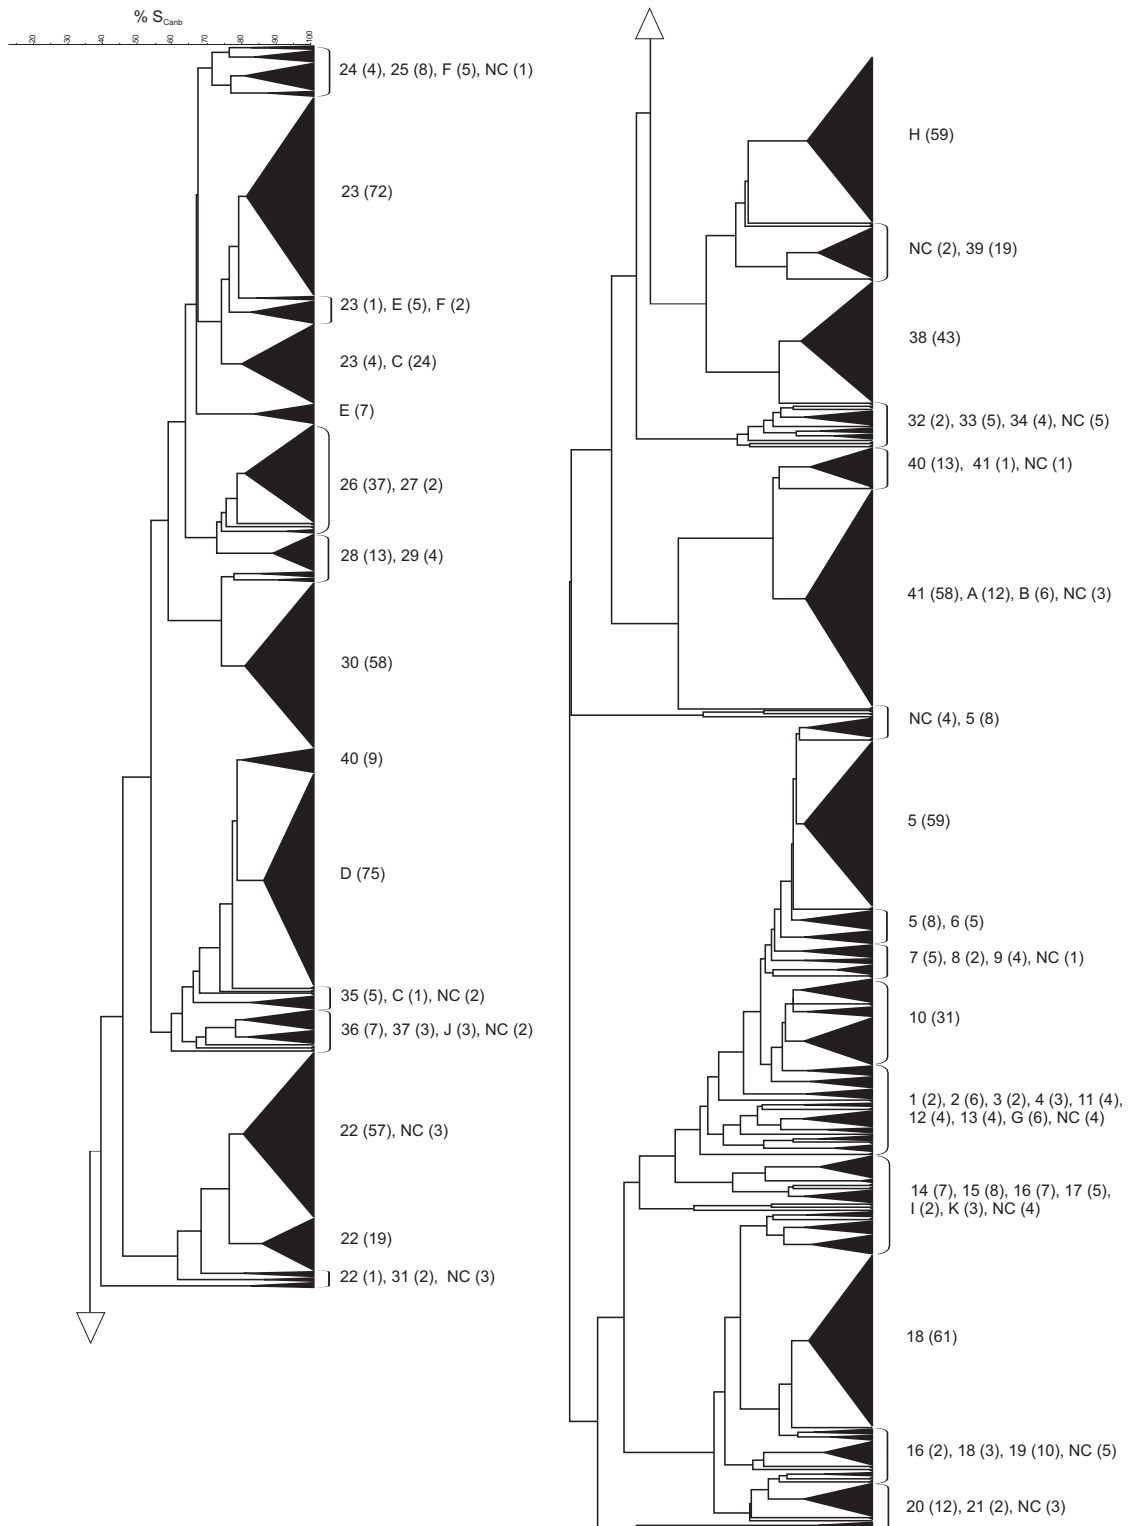 % S_Canb
-20 -30 -40 -50 -60 -70 -80 -90 -100
24 (4), 25 (8), F (5), NC (1)
23 (72)
23 (1), E (5), F (2)
23 (4), C (24)
E (7)
26 (37), 27 (2)
28 (13), 29 (4)
30 (58)
40 (9)
D (75)
35 (5), C (1), NC (2)
36 (7), 37 (3), J (3), NC (2)
22 (57), NC (3)
22 (19)
22 (1), 31 (2), NC (3)
H (59)
NC (2), 39 (19)
38 (43)
32 (2), 33 (5), 34 (4), NC (5)
40 (13), 41 (1), NC (1)
41 (58), A (12), B (6), NC (3)
NC (4), 5 (8)
5 (59)
5 (8), 6 (5)
7 (5), 8 (2), 9 (4), NC (1)
10 (31)
1 (2), 2 (6), 3 (2), 4 (3), 11 (4),
12 (4), 13 (4), G (6), NC (4)
14 (7), 15 (8), 16 (7), 17 (5),
I (2), K (3), NC (4)
18 (61)
16 (2), 18 (3), 19 (10), NC (5)
20 (12), 21 (2), NC (3)